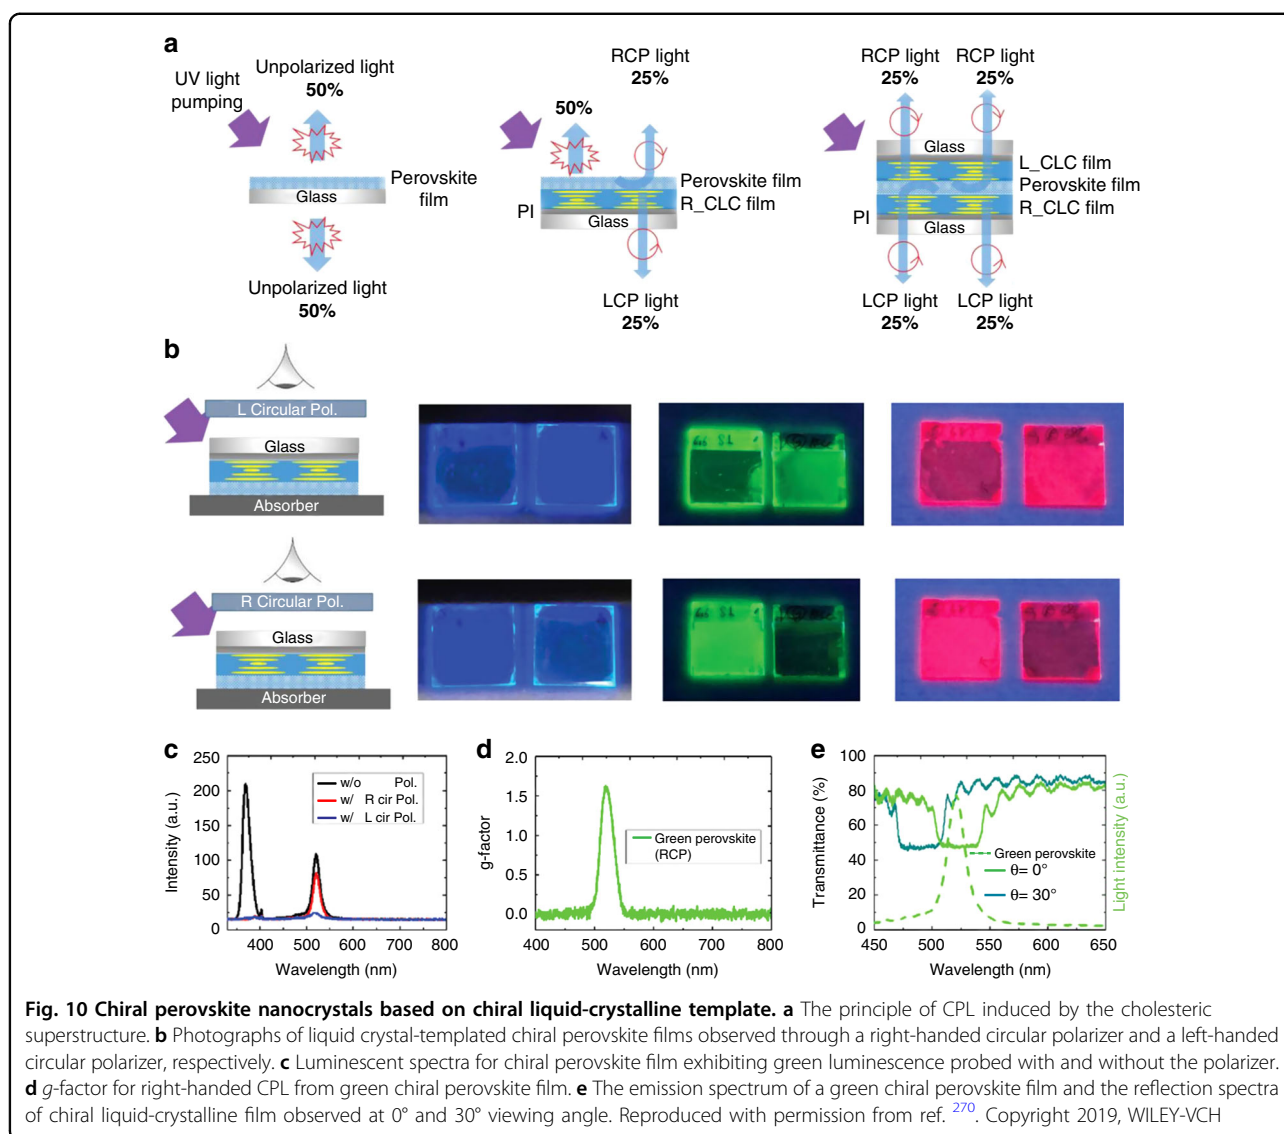 a
UV light
pumping
Unpolarized light
50%
Perovskite
film
Glass
Unpolarized light
50%
RCP light
25%
50%
Perovskite film
R_CLC film
PI
Glass
LCP light
25%
RCP light
25%
RCP light
25%
Glass
L_CLC film
Perovskite film
R_CLC film
PI
Glass
LCP light
25%
LCP light
25%
b
L Circular Pol.
Glass
Absorber
R Circular Pol.
Glass
Absorber
c
250
200
150
100
50
0
Intensity (a.u.)
w/o Pol.
w/ R cir Pol.
w/ L cir Pol.
400 500 600 700 800
Wavelength (nm)
d
2.0
1.5
1.0
0.5
0.0
g-factor
Green perovskite
(RCP)
400 500 600 700 800
Wavelength (nm)
e
100
80
60
40
20
0
Transmittance (%)
Light intensity (a.u.)
Green perovskite
θ= 0°
θ= 30°
450 500 550 600 650
Wavelength (nm)
Fig. 10 Chiral perovskite nanocrystals based on chiral liquid-crystalline template. a The principle of CPL induced by the cholesteric
superstructure. b Photographs of liquid crystal-templated chiral perovskite films observed through a right-handed circular polarizer and a left-handed
circular polarizer, respectively. c Luminescent spectra for chiral perovskite film exhibiting green luminescence probed with and without the polarizer.
d g-factor for right-handed CPL from green chiral perovskite film. e The emission spectrum of a green chiral perovskite film and the reflection spectra
of chiral liquid-crystalline film observed at 0° and 30° viewing angle. Reproduced with permission from ref. 270. Copyright 2019, WILEY-VCH